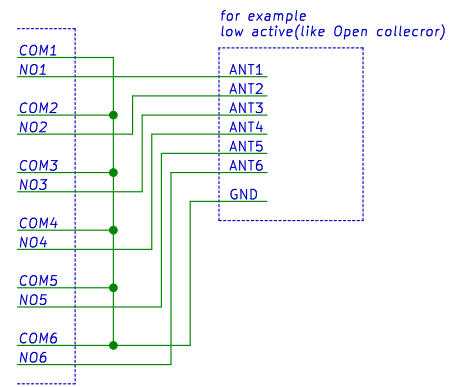 for example
low active(like Open collecror)
COM1
NO1
COM2
NO2
COM3
NO3
COM4
NO4
COM5
NO5
COM6
NO6
ANT1
ANT2
ANT3
ANT4
ANT5
ANT6
GND